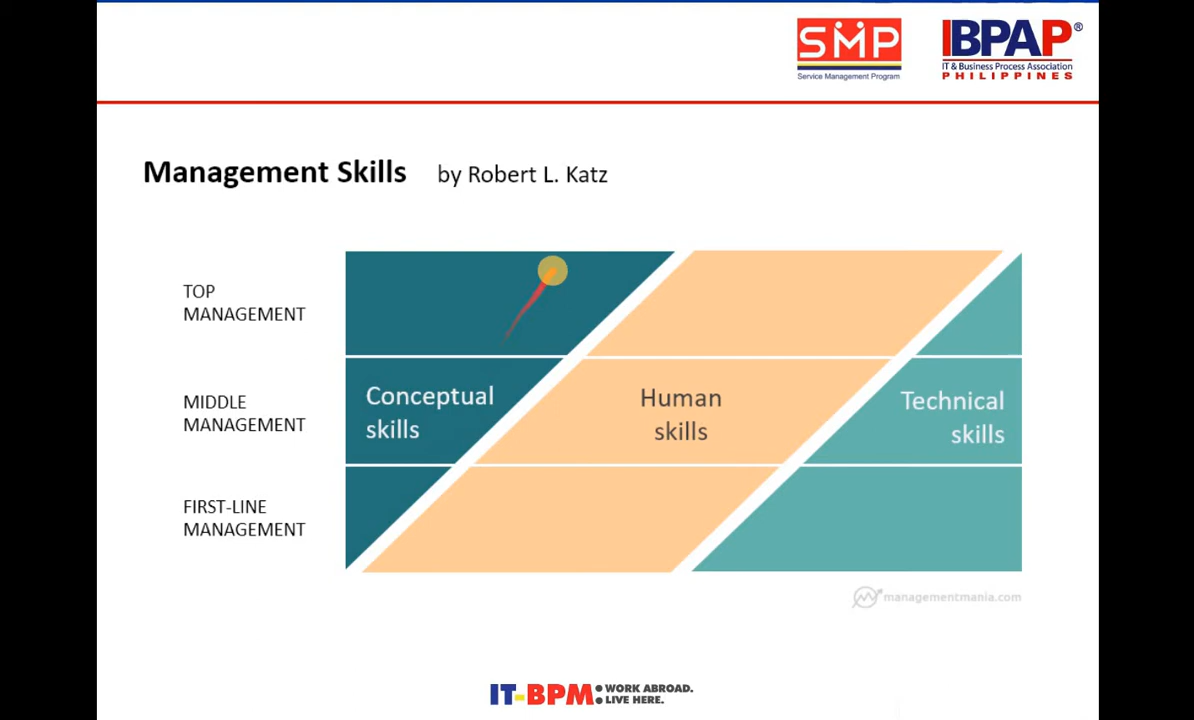 SMP
Service Management Program
IBPAP®
IT & Business Process Association
PHILIPPINES
Management Skills by Robert L. Katz
TOP
MANAGEMENT
MIDDLE
MANAGEMENT
Conceptual
skills
Human
skills
Technical
skills
FIRST-LINE
MANAGEMENT
managementmania.com
IT-BPM: WORK ABROAD.
LIVE HERE.